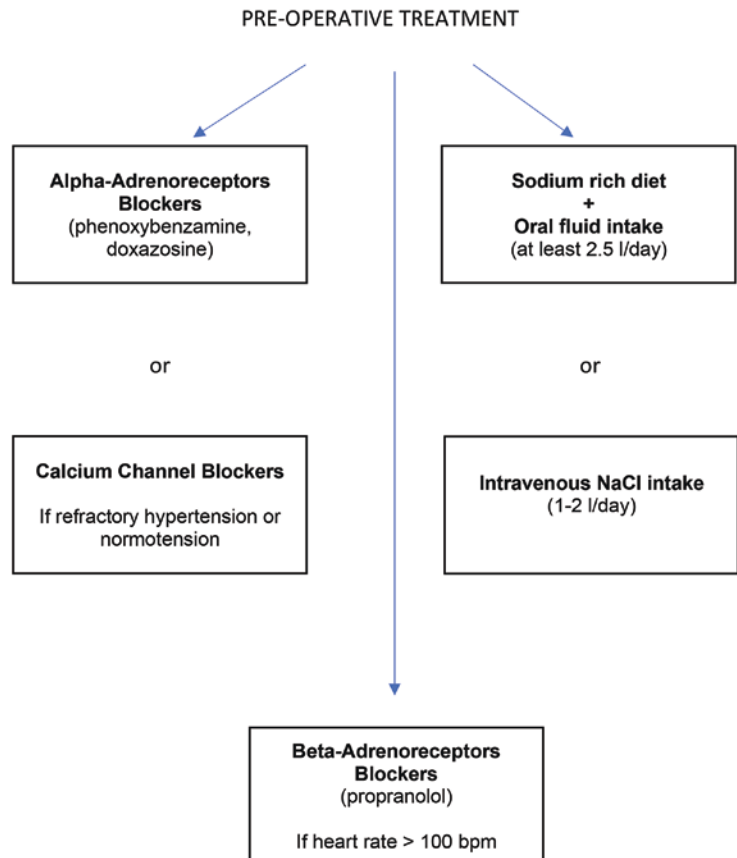 PRE-OPERATIVE TREATMENT
Alpha-Adrenoreceptors
Blockers
(phenoxybenzamine,
doxazosine)
or
Calcium Channel Blockers
If refractory hypertension or
normotension
Sodium rich diet
+
Oral fluid intake
(at least 2.5 l/day)
or
Intravenous NaCl intake
(1-2 l/day)
Beta-Adrenoreceptors
Blockers
(propranolol)
If heart rate > 100 bpm